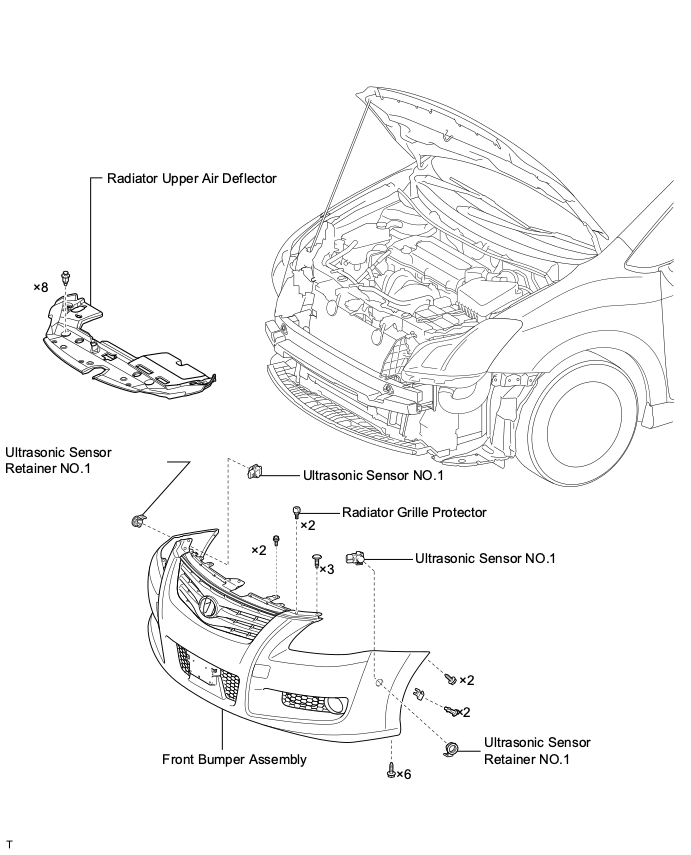 Radiator Upper Air Deflector
×8
Ultrasonic Sensor
Retainer NO.1
Ultrasonic Sensor NO.1
Radiator Grille Protector
×2
×2
×3
Ultrasonic Sensor NO.1
×2
×2
Ultrasonic Sensor
Retainer NO.1
Front Bumper Assembly
×6
T